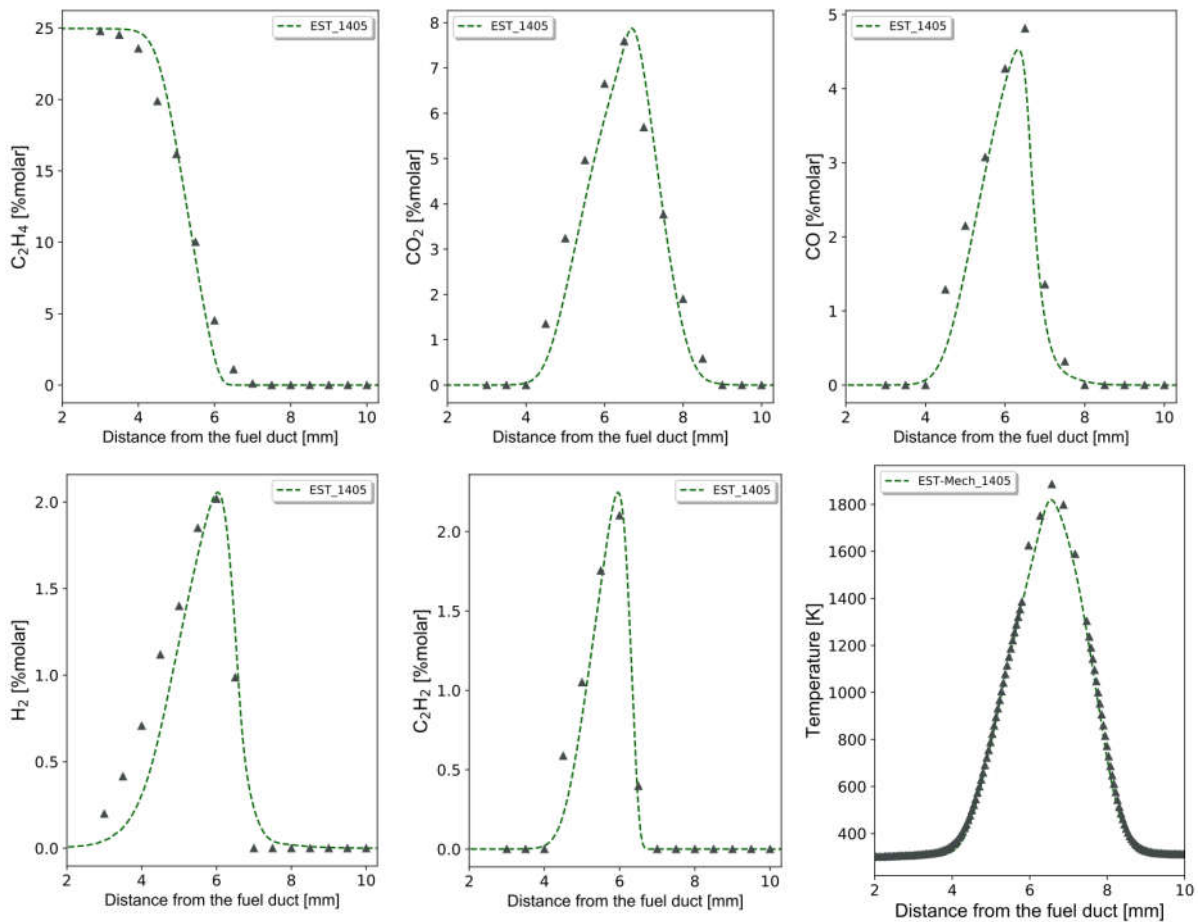 EST_1405
C₂H₄ [%molar]
25
20
15
10
5
0
2 4 6 8 10
Distance from the fuel duct [mm]
EST_1405
CO₂ [%molar]
8
7
6
5
4
3
2
1
0
2 4 6 8 10
Distance from the fuel duct [mm]
EST_1405
CO [%molar]
5
4
3
2
1
0
2 4 6 8 10
Distance from the fuel duct [mm]
EST_1405
H₂ [%molar]
2.0
1.5
1.0
0.5
0.0
2 4 6 8 10
Distance from the fuel duct [mm]
EST_1405
C₂H₂ [%molar]
2.0
1.5
1.0
0.5
0.0
2 4 6 8 10
Distance from the fuel duct [mm]
EST-Mech_1405
Temperature [K]
1800
1600
1400
1200
1000
800
600
400
2 4 6 8 10
Distance from the fuel duct [mm]